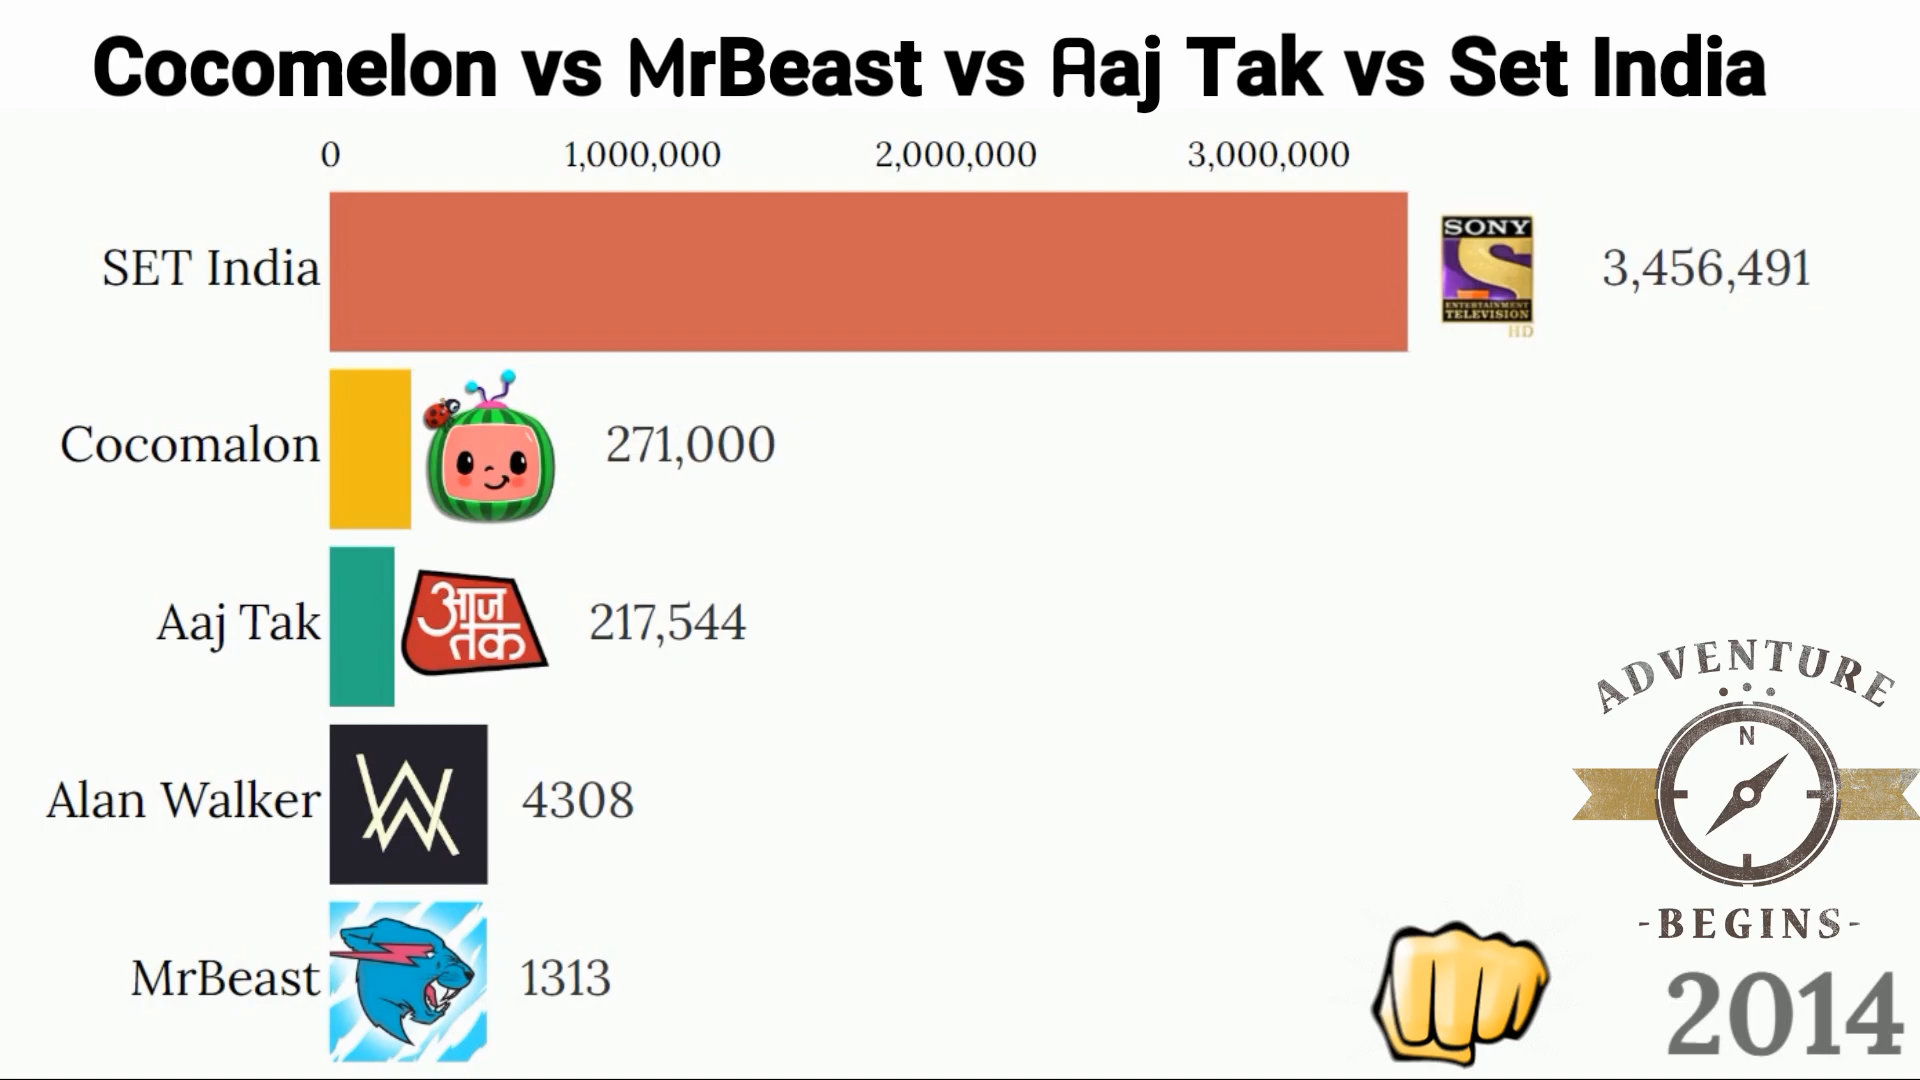 Cocomelon vs MrBeast vs Aaj Tak vs Set India
0 1,000,000 2,000,000 3,000,000
SET India
SONY
ENTERTAINMENT
TELEVISION
HD
3,456,491
Cocomalon
271,000
Aaj Tak
आज
तक
217,544
Alan Walker
4308
MrBeast
1313
ADVENTURE
N
-BEGINS-
2014